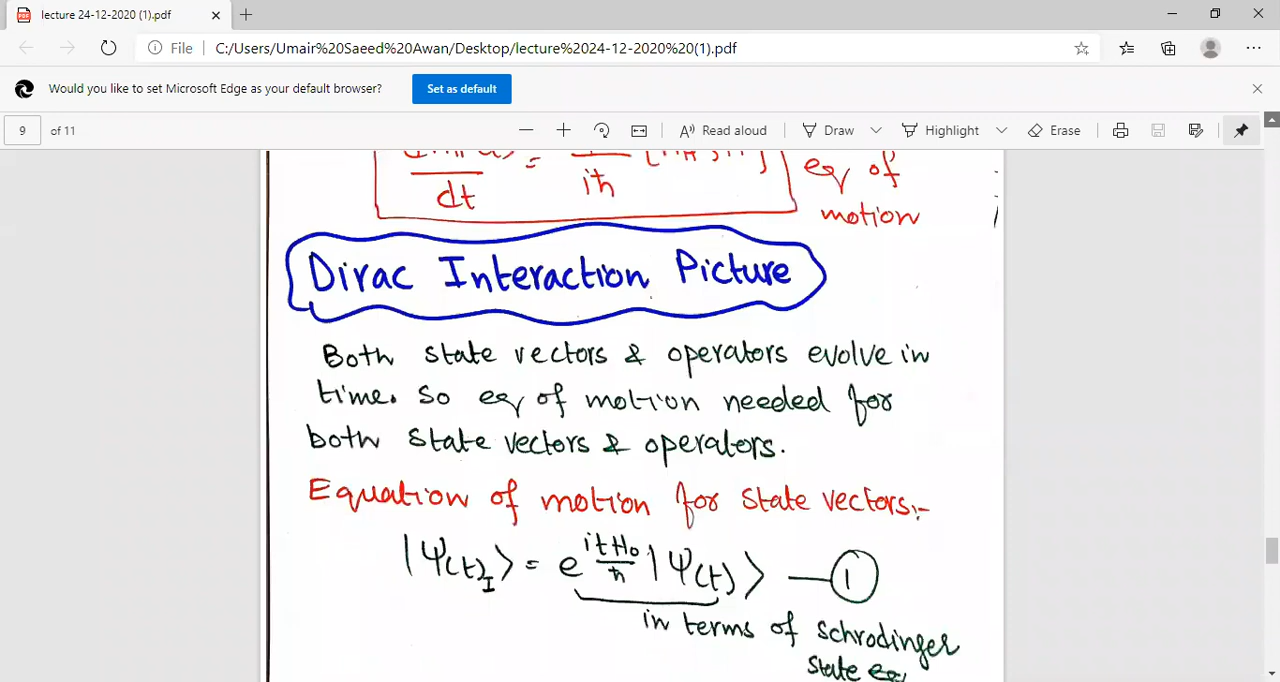 lecture 24-12-2020 (1).pdf
File C:/Users/Umair%20Saeed%20Awan/Desktop/lecture%2024-12-2020%20(1).pdf
Would you like to set Microsoft Edge as your default browser? Set as default
9 of 11 Read aloud Draw Highlight Erase
dt = iħ
eq of
motion
Dirac Interaction Picture
Both state vectors & operators evolve in
time. So eq of motion needed for
both state vectors & operators.
Equation of motion for state vectors:-
|Ψ(t)_I⟩ = e^{itH₀/ħ} |Ψ(t)⟩ — 1
in terms of Schrodinger
state eq